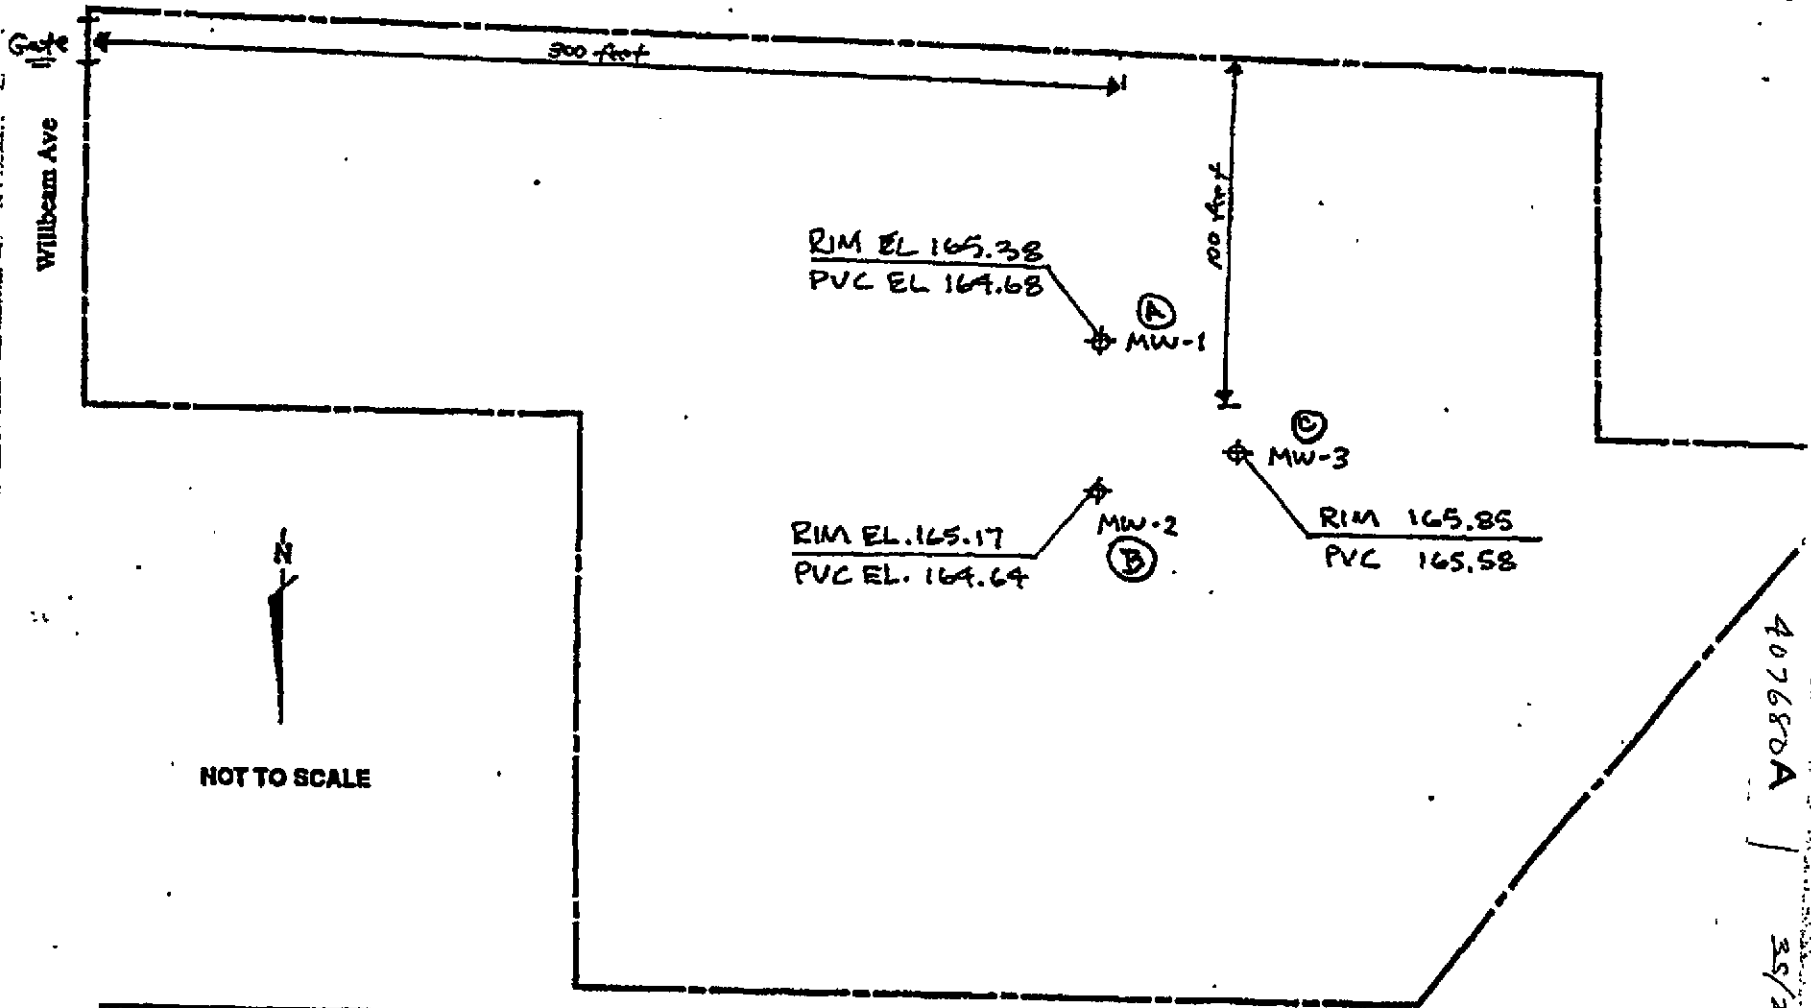 Gate
300 feet
Willbeam Ave
100 feet
RIM EL 165.38
PVC EL 164.68
A
MW-1
C
MW-3
RIM EL. 165.17
PVC EL. 164.64
MW-2
B
RIM 165.85
PVC 165.58
N
NOT TO SCALE
407680A